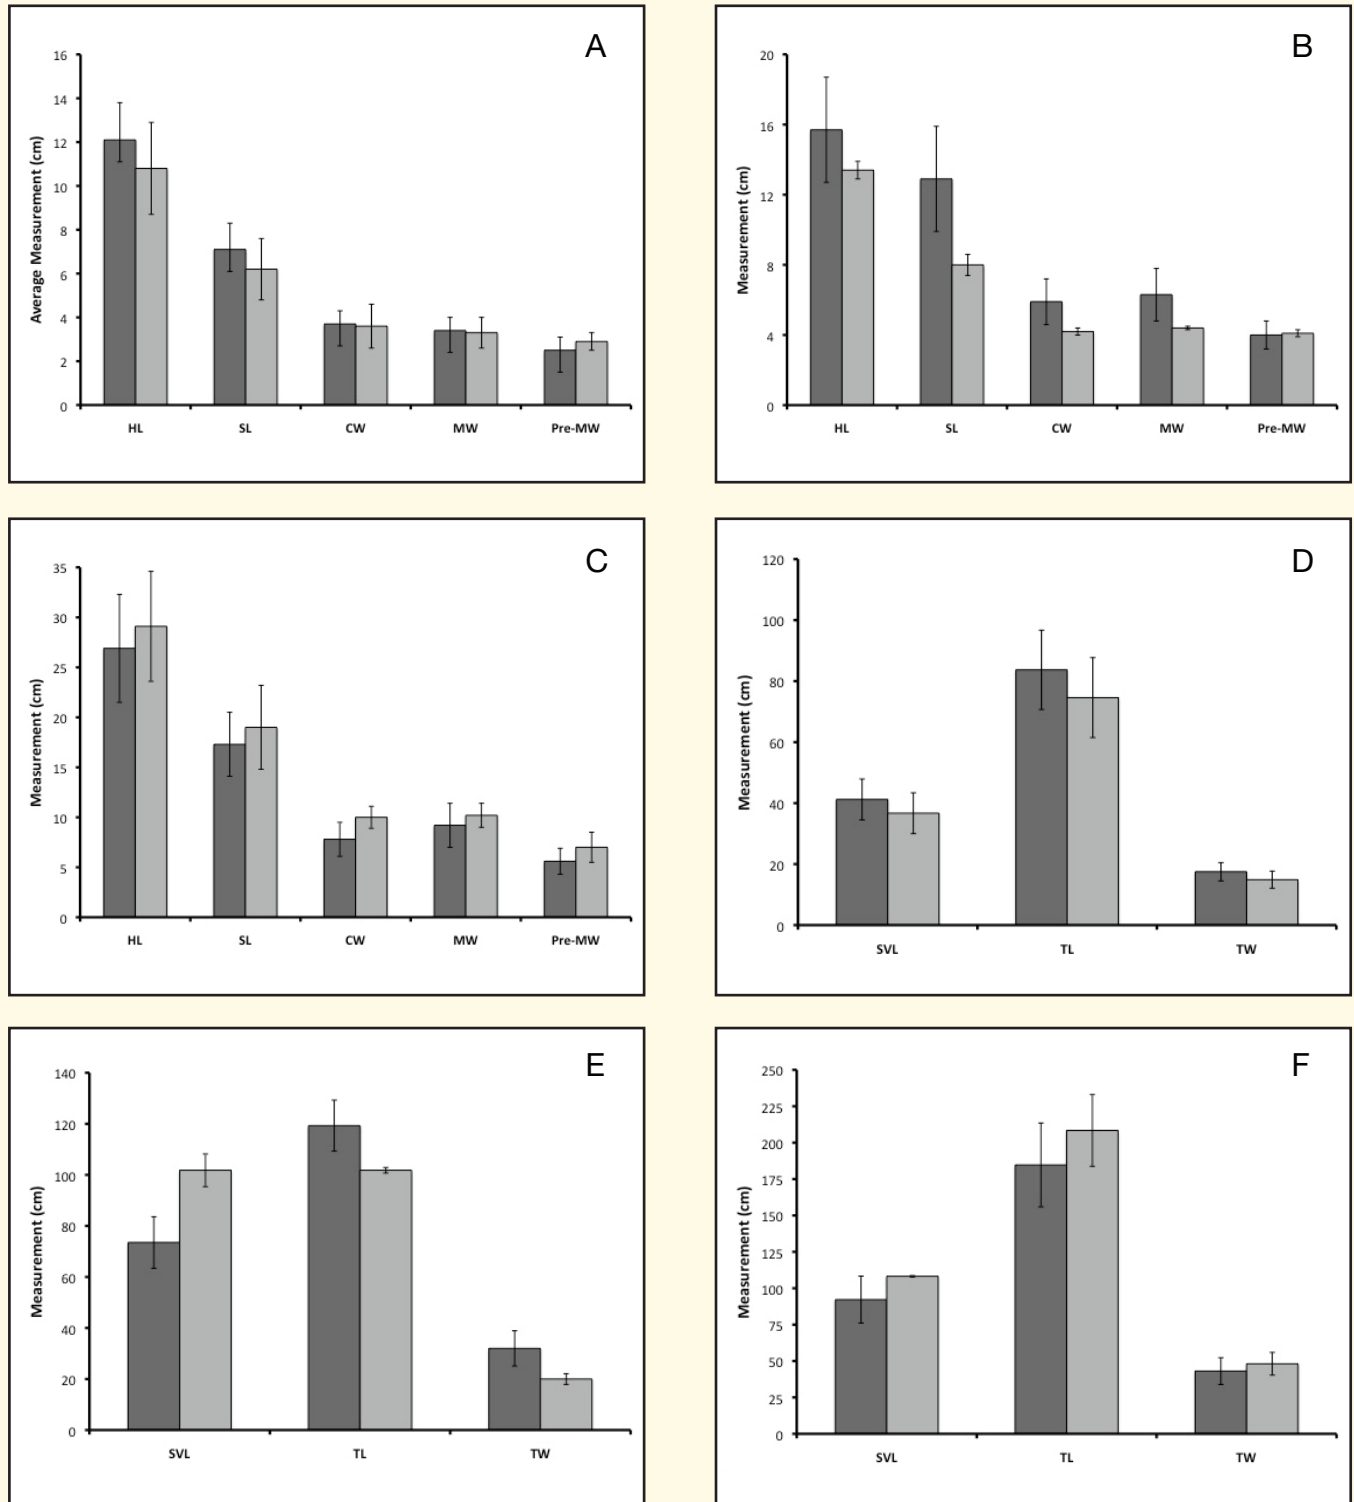 A
Average Measurement (cm)
16
14
12
10
8
6
4
2
0
HL SL CW MW Pre-MW
B
Measurement (cm)
20
16
12
8
4
0
HL SL CW MW Pre-MW
C
Measurement (cm)
35
30
25
20
15
10
5
0
HL SL CW MW Pre-MW
D
Measurement (cm)
120
100
80
60
40
20
0
SVL TL TW
E
Measurement (cm)
140
120
100
80
60
40
20
0
SVL TL TW
F
Measurement (cm)
250
225
200
175
150
125
100
75
50
25
0
SVL TL TW